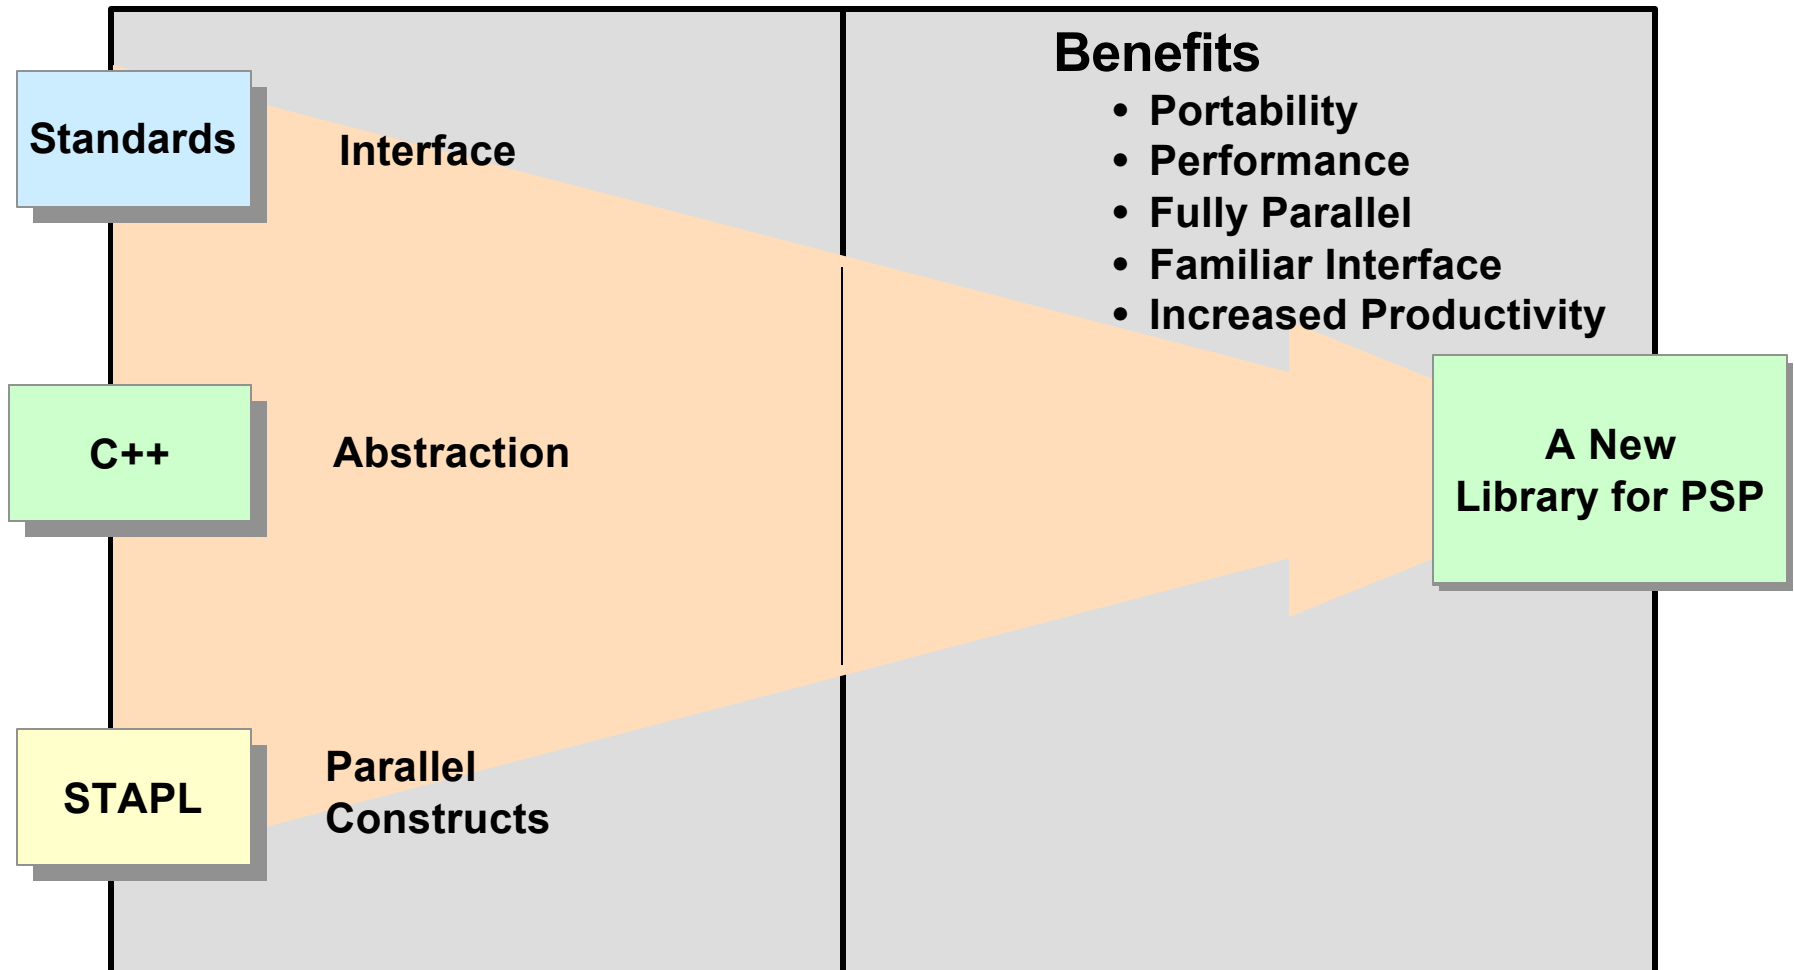 Standards
Interface
C++
Abstraction
STAPL
Parallel
Constructs
Benefits
• Portability
• Performance
• Fully Parallel
• Familiar Interface
• Increased Productivity
A New
Library for PSP